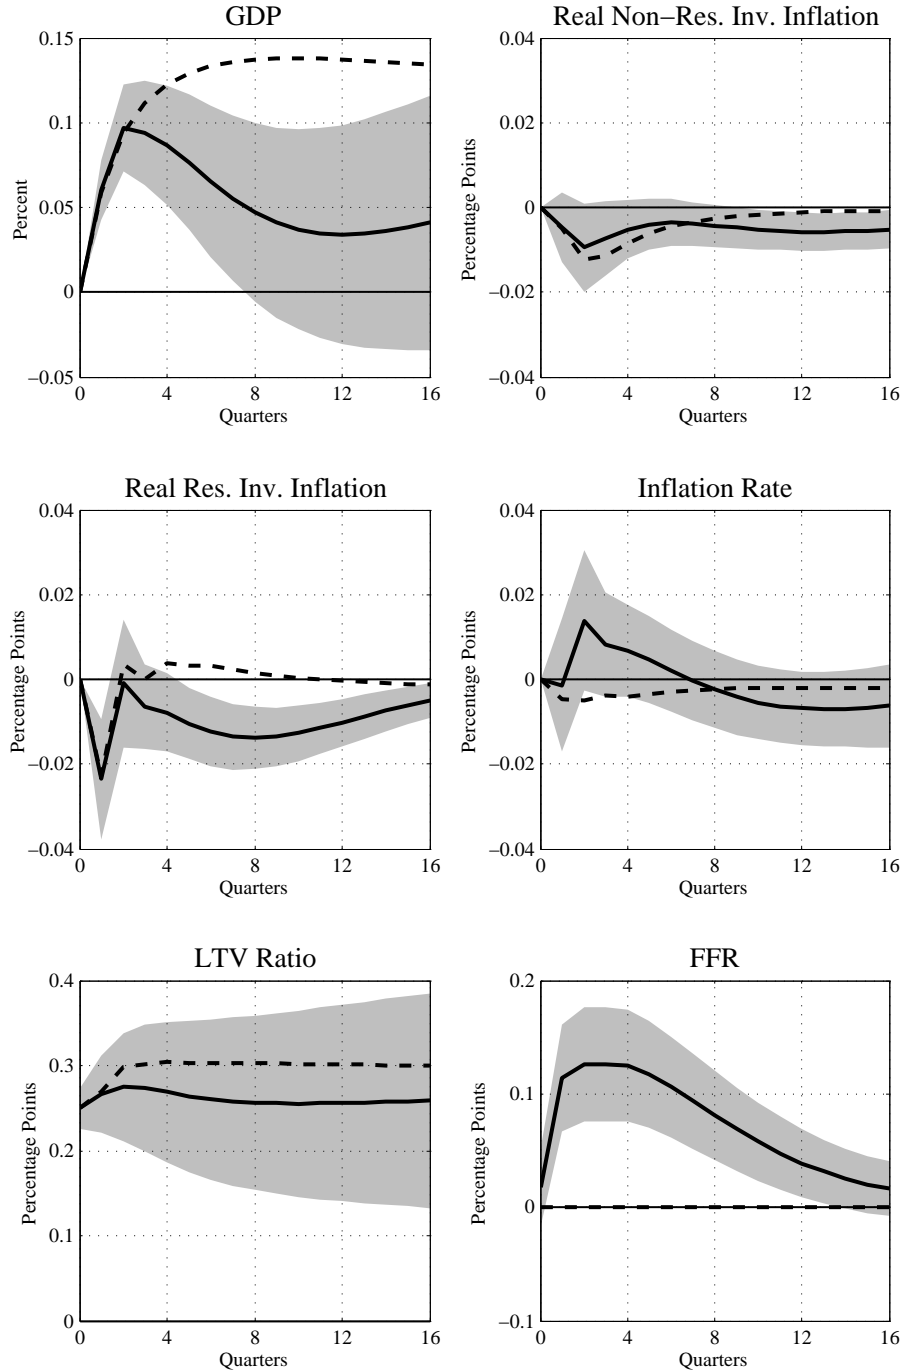 GDP
Percent
0.15
0.1
0.05
0
−0.05
0 4 8 12 16
Quarters
Real Non−Res. Inv. Inflation
Percentage Points
0.04
0.02
0
−0.02
−0.04
0 4 8 12 16
Quarters
Real Res. Inv. Inflation
Percentage Points
0.04
0.02
0
−0.02
−0.04
0 4 8 12 16
Quarters
Inflation Rate
Percentage Points
0.04
0.02
0
−0.02
−0.04
0 4 8 12 16
Quarters
LTV Ratio
Percentage Points
0.4
0.3
0.2
0.1
0
0 4 8 12 16
Quarters
FFR
Percentage Points
0.2
0.1
0
−0.1
0 4 8 12 16
Quarters